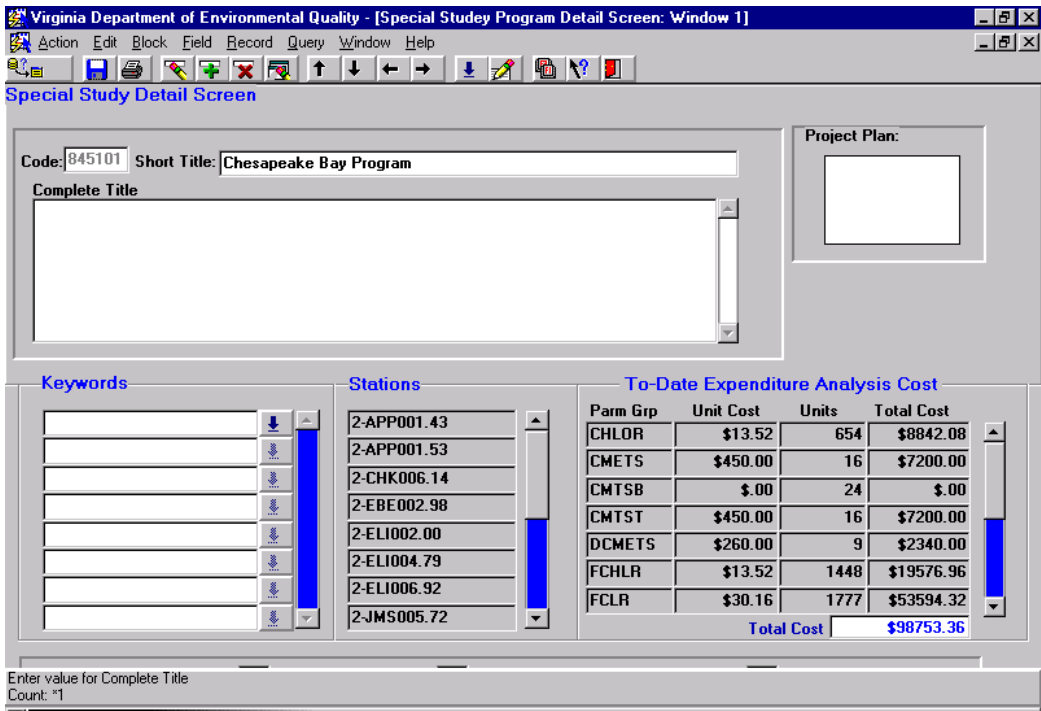 Virginia Department of Environmental Quality - [Special Studey Program Detail Screen: Window 1]
Action Edit Block Field Record Query Window Help
Special Study Detail Screen
Project Plan:
Code: 845101 Short Title: Chesapeake Bay Program
Complete Title
Keywords Stations To-Date Expenditure Analysis Cost
Parm Grp Unit Cost Units Total Cost
2-APP001.43 CHLOR $13.52 654 $8842.08
2-APP001.53 CMETS $450.00 16 $7200.00
2-CHK006.14 CMTSB $.00 24 $.00
2-EBE002.98 CMTST $450.00 16 $7200.00
2-ELI002.00 DCMETS $260.00 9 $2340.00
2-ELI004.79 FCHLR $13.52 1448 $19576.96
2-ELI006.92 FCLR $30.16 1777 $53594.32
2-JMS005.72
Total Cost $98753.36
Enter value for Complete Title
Count: *1